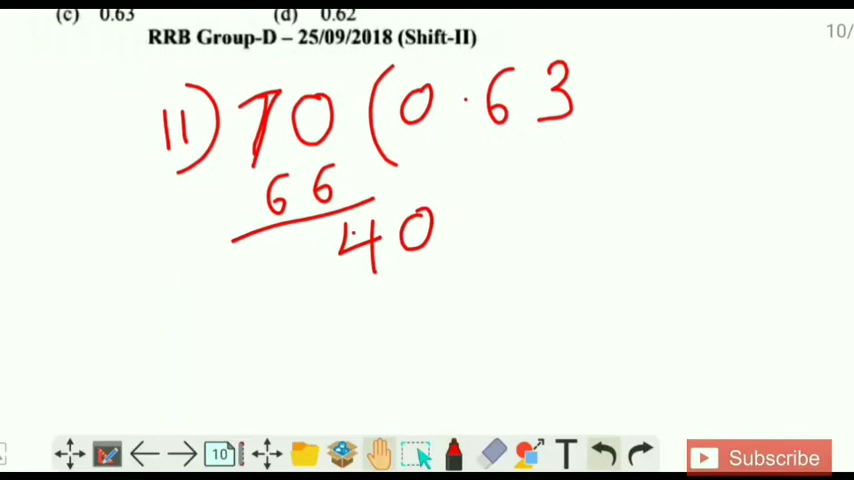 (c) 0.63 (d) 0.62
RRB Group-D – 25/09/2018 (Shift-II)
10/
11) 70 (0.63
66
40
10
T
Subscribe